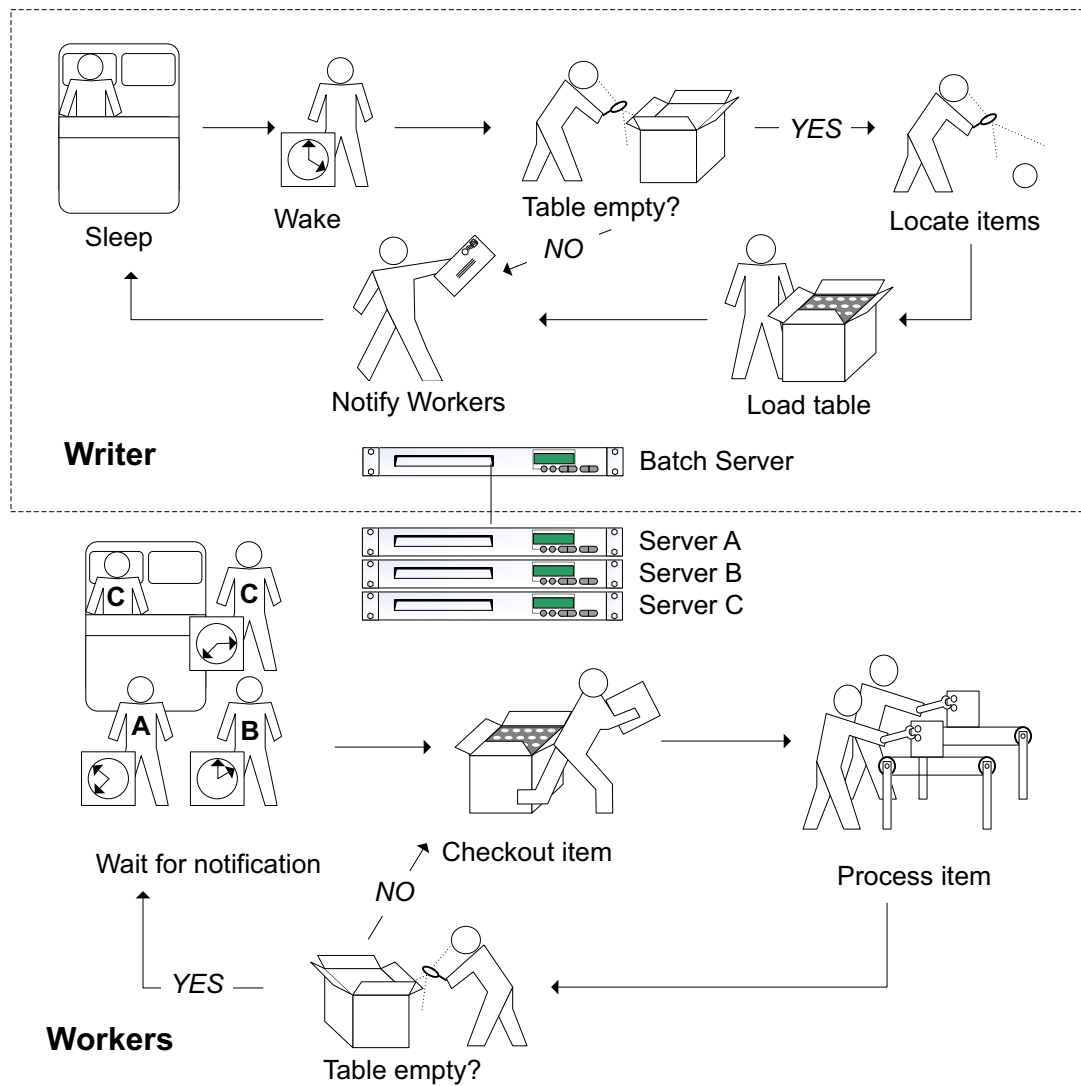 Sleep
Wake
Table empty?
YES
Locate items
NO
Notify Workers
Load table
Writer
Batch Server
Server A
Server B
Server C
C
C
A
B
Wait for notification
Checkout item
Process item
NO
YES
Table empty?
Workers